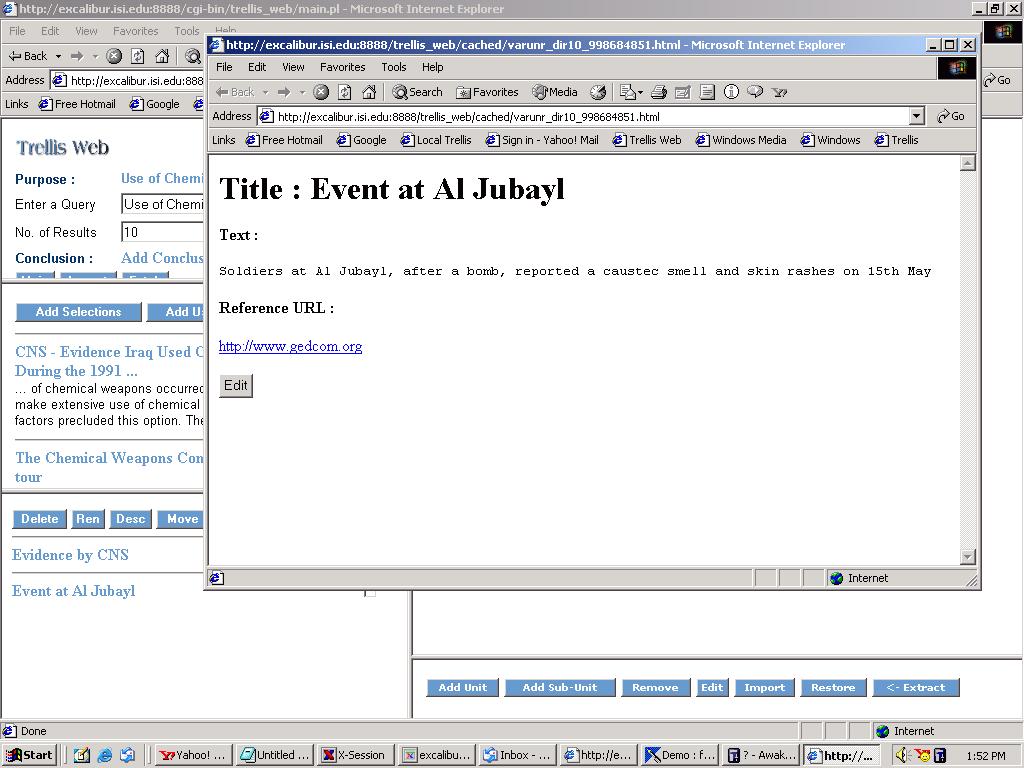 http://excalibur.isi.edu:8888/cgi-bin/trellis_web/main.pl - Microsoft Internet Explorer
File Edit View Favorites Tools Help
Back
Address http://excalibur.isi.edu:888
Go
Links Free Hotmail Google
Trellis Web
Purpose : Use of Chemi
Enter a Query Use of Chemi
No. of Results 10
Conclusion : Add Conclus
Add Selections Add U
CNS - Evidence Iraq Used C
During the 1991 ...
... of chemical weapons occurred
make extensive use of chemical
factors precluded this option. The
The Chemical Weapons Con
tour
Delete Ren Desc Move
Evidence by CNS
Event at Al Jubayl
http://excalibur.isi.edu:8888/trellis_web/cached/varunr_dir10_998684851.html - Microsoft Internet Explorer
File Edit View Favorites Tools Help
Back Search Favorites Media
Address http://excalibur.isi.edu:8888/trellis_web/cached/varunr_dir10_998684851.html Go
Links Free Hotmail Google Local Trellis Sign in - Yahoo! Mail Trellis Web Windows Media Windows Trellis
Title : Event at Al Jubayl
Text :
Soldiers at Al Jubayl, after a bomb, reported a caustec smell and skin rashes on 15th May
Reference URL :
http://www.gedcom.org
Edit
Internet
Add Unit Add Sub-Unit Remove Edit Import Restore <- Extract
Done Internet
Start Yahoo! ... Untitled ... X-Session excalibu... Inbox - ... http://e... Demo : f... ? - Awak... http://... 1:52 PM